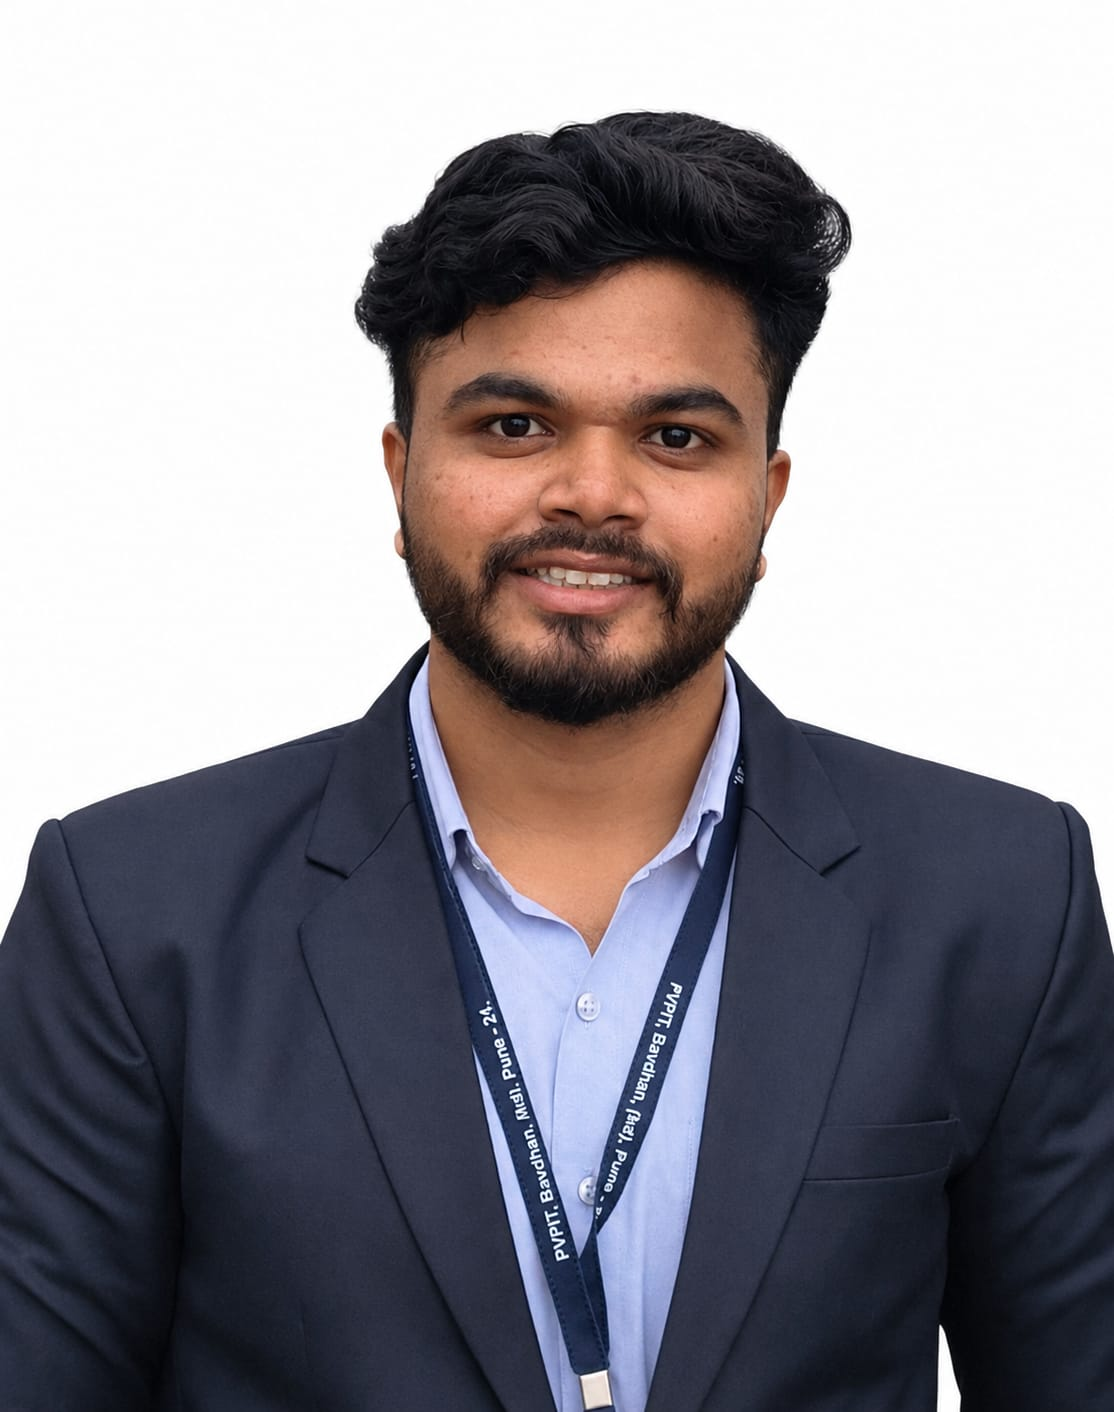 PVPIT, Bavdhan, Pune - 24.
PVPIT, Bavdhan, Pune -